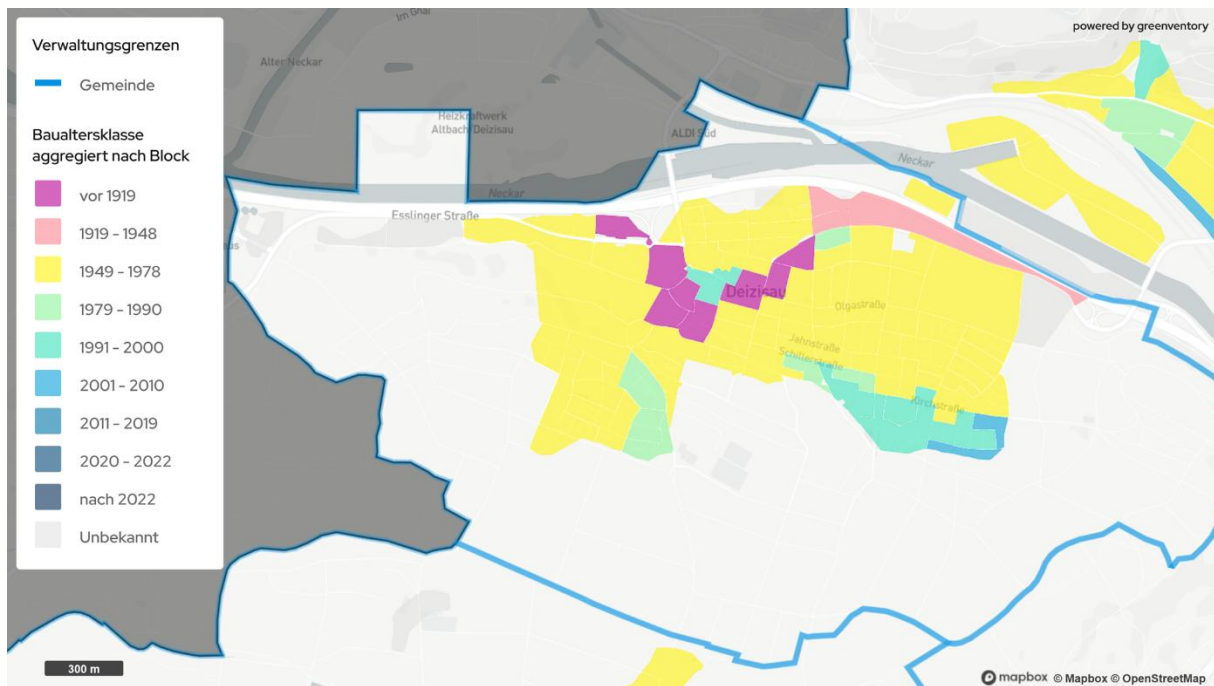 Verwaltungsgrenzen
Gemeinde
Baualtersklasse
aggregiert nach Block
vor 1919
1919 - 1948
1949 - 1978
1979 - 1990
1991 - 2000
2001 - 2010
2011 - 2019
2020 - 2022
nach 2022
Unbekannt
powered by greenventory
Alter Neckar
Heizkraftwerk
Altbach/Deizisau
ALDI Süd
Neckar
Neckar
Esslinger Straße
Deizisau
Olgastraße
Jahnstraße
Schillerstraße
Kirchstraße
300 m
mapbox © Mapbox © OpenStreetMap